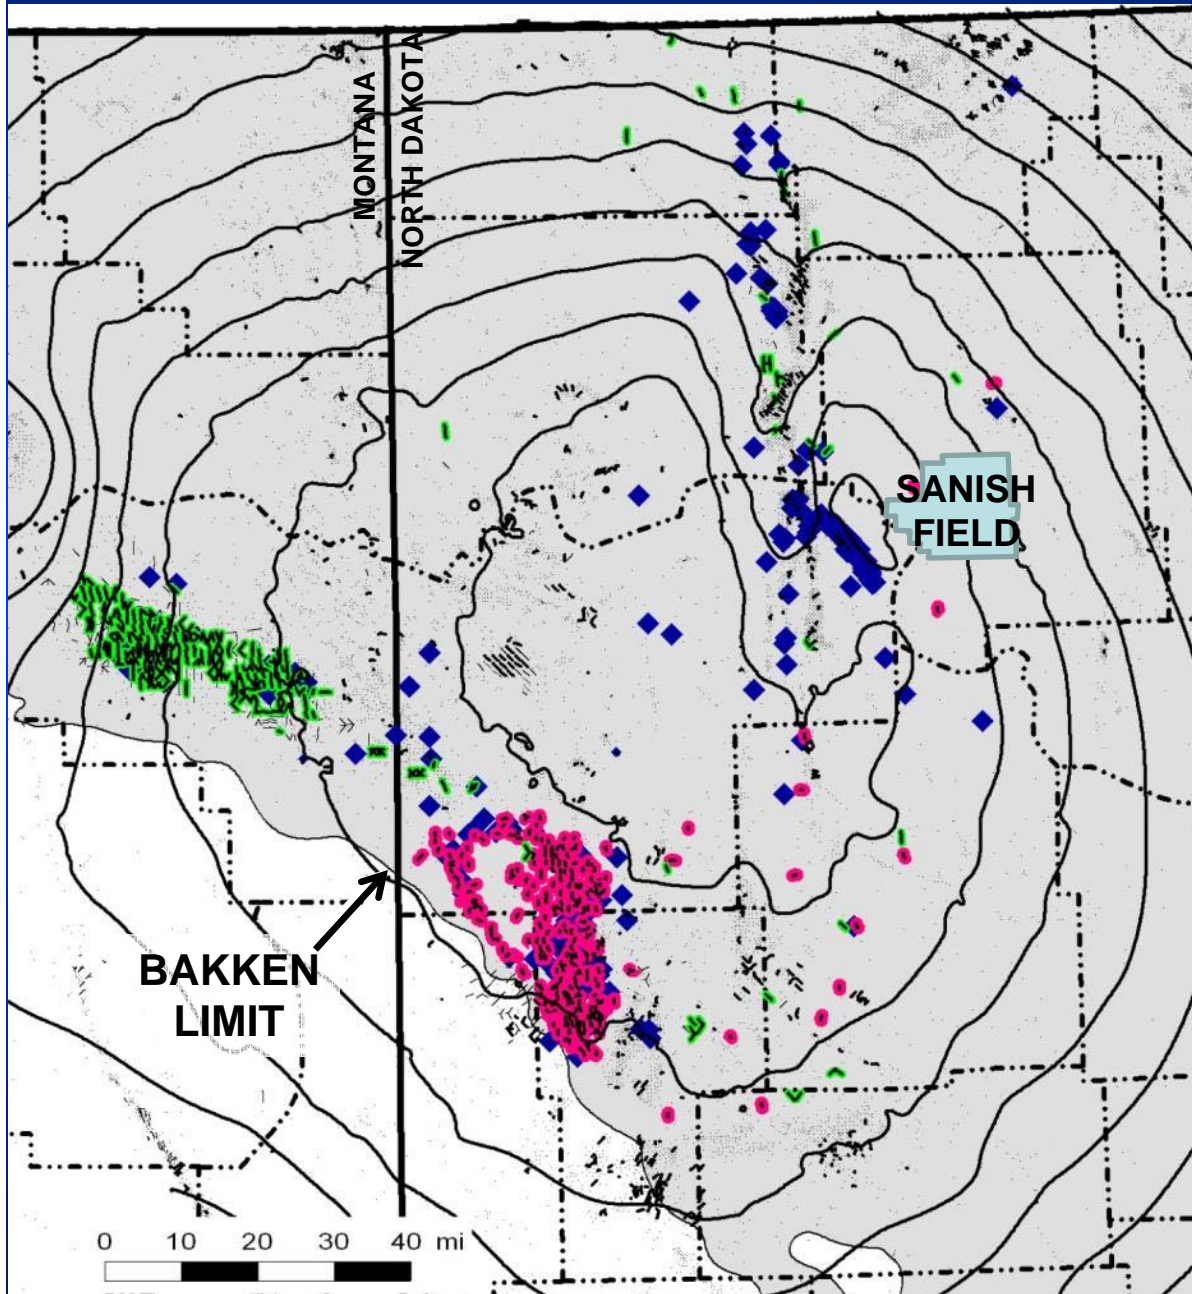 MONTANA
NORTH DAKOTA
SANISH
FIELD
BAKKEN
LIMIT
0 10 20 30 40 mi